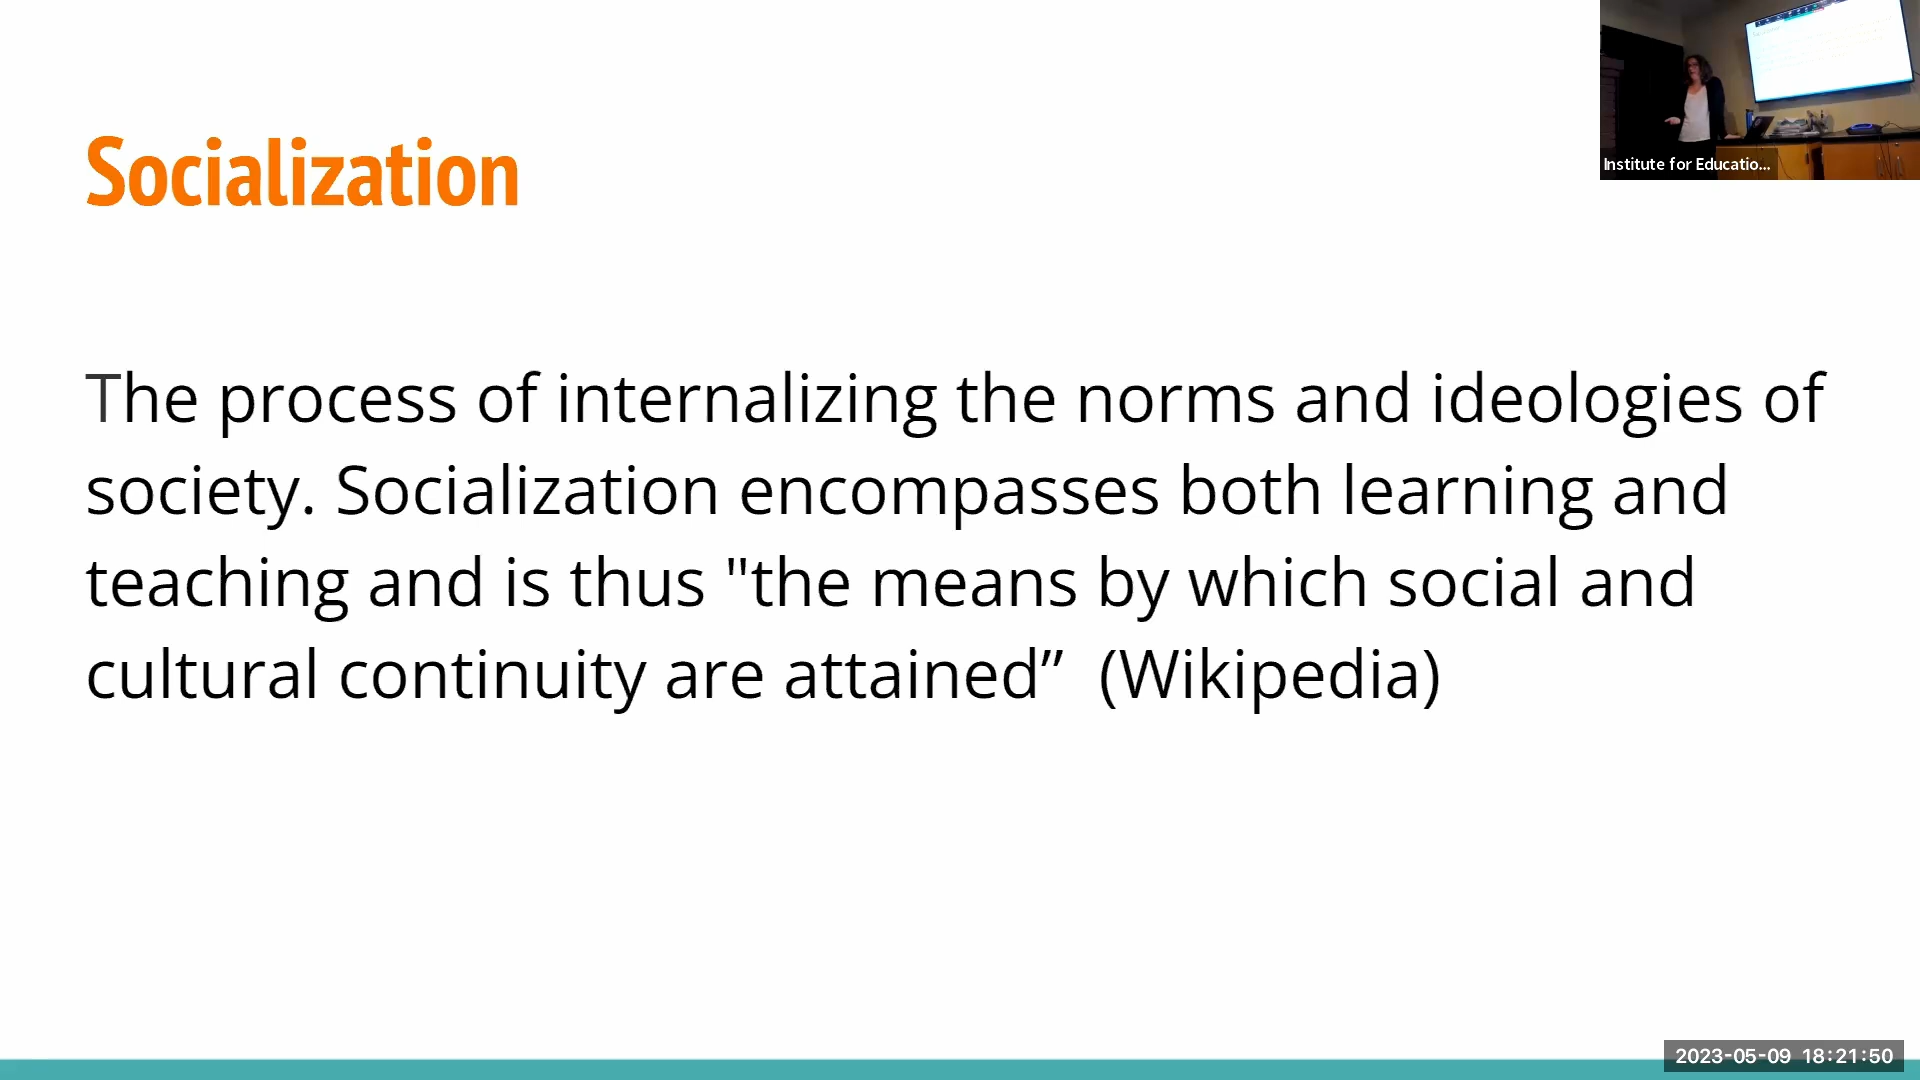 Socialization
The process of internalizing the norms and ideologies of
society. Socialization encompasses both learning and
teaching and is thus "the means by which social and
cultural continuity are attained”  (Wikipedia)
Institute for Educatio...
2023-05-09 18:21:50